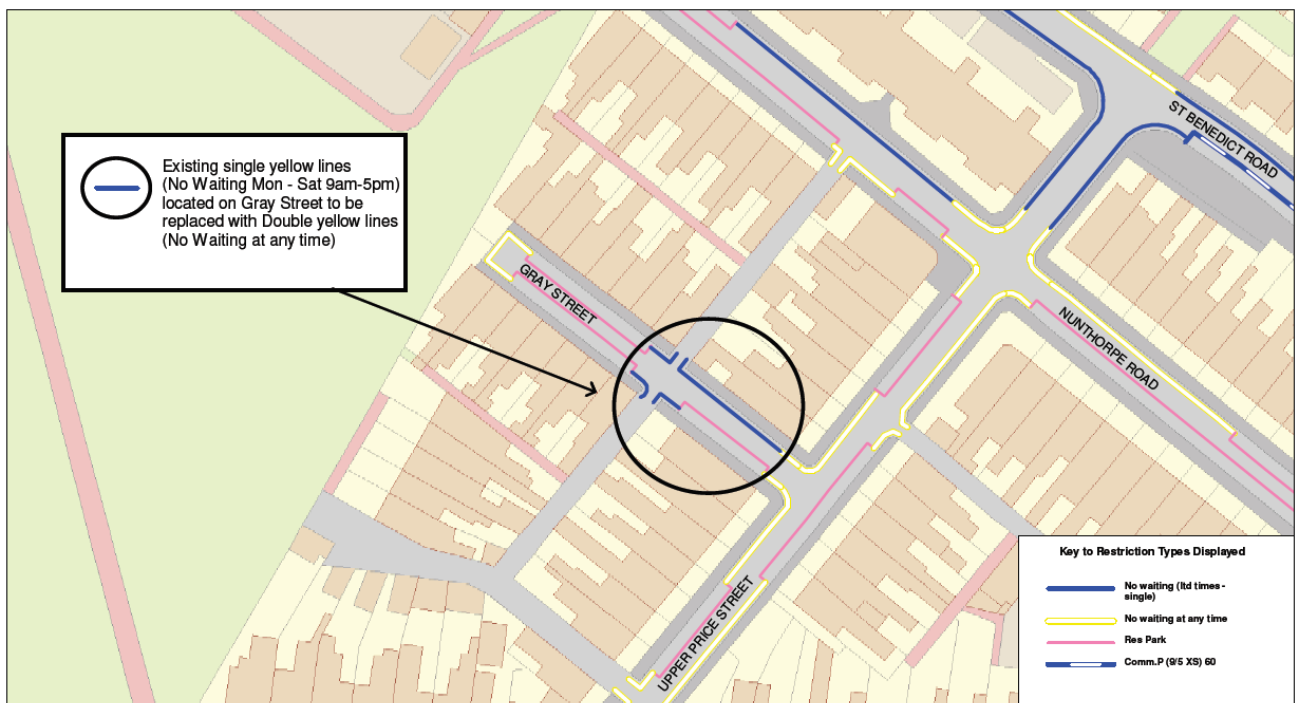 ST BENEDICT ROAD
Existing single yellow lines
(No Waiting Mon - Sat 9am-5pm)
located on Gray Street to be
replaced with Double yellow lines
(No Waiting at any time)
GRAY STREET
NUNTHORPE ROAD
UPPER PRICE STREET
Key to Restriction Types Displayed
No waiting (ltd times -
single)
No waiting at any time
Res Park
Comm.P (9/5 XS) 60